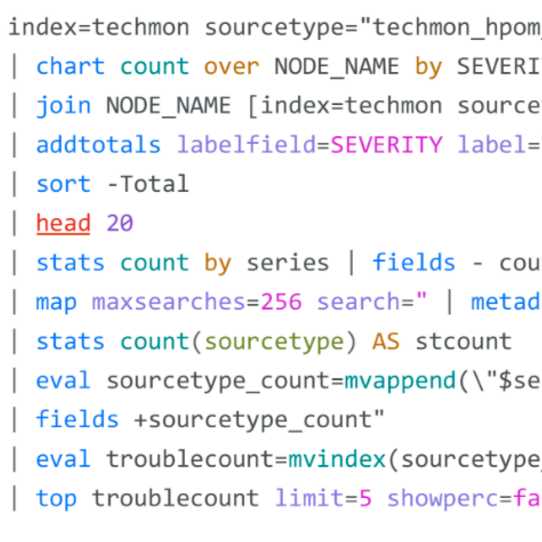 index=techmon sourcetype="techmon_hpom_
| chart count over NODE_NAME by SEVERI
| join NODE_NAME [index=techmon source
| addtotals labelfield=SEVERITY label=
| sort -Total
| head 20
| stats count by series | fields - cou
| map maxsearches=256 search=" | metad
| stats count(sourcetype) AS stcount
| eval sourcetype_count=mvappend(\"$se
| fields +sourcetype_count"
| eval troublecount=mvindex(sourcetype_
| top troublecount limit=5 showperc=fa